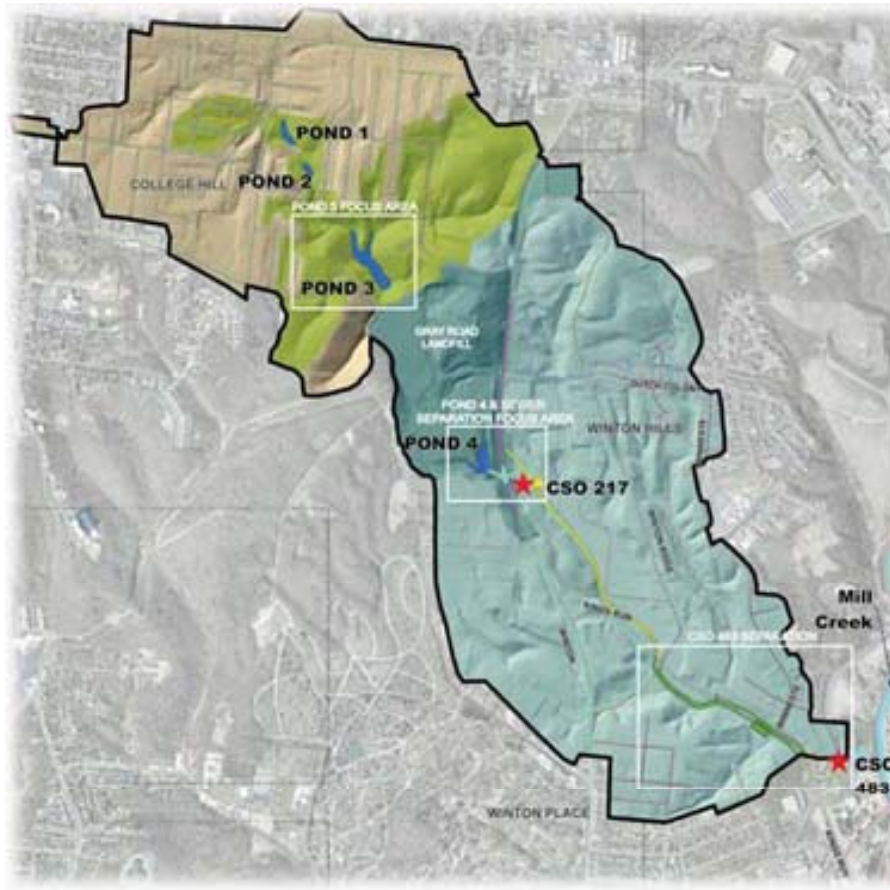 POND 1
COLLEGE HILL
POND 2
POND 3 FOCUS AREA
POND 3
GRAY ROAD
LANDFILL
POND 4 & SEWER
SEPARATION FOCUS AREA
WINTON HILLS
POND 4
CSO 217
Mill
Creek
CSO 483 SEPARATION
CSO
483
WINTON PLACE